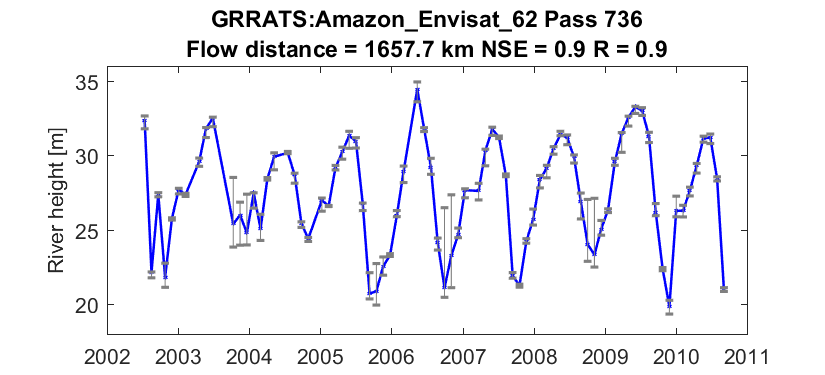 GRRATS:Amazon_Envisat_62 Pass 736
Flow distance = 1657.7 km NSE = 0.9 R = 0.9
River height [m]
35
30
25
20
2002 2003 2004 2005 2006 2007 2008 2009 2010 2011